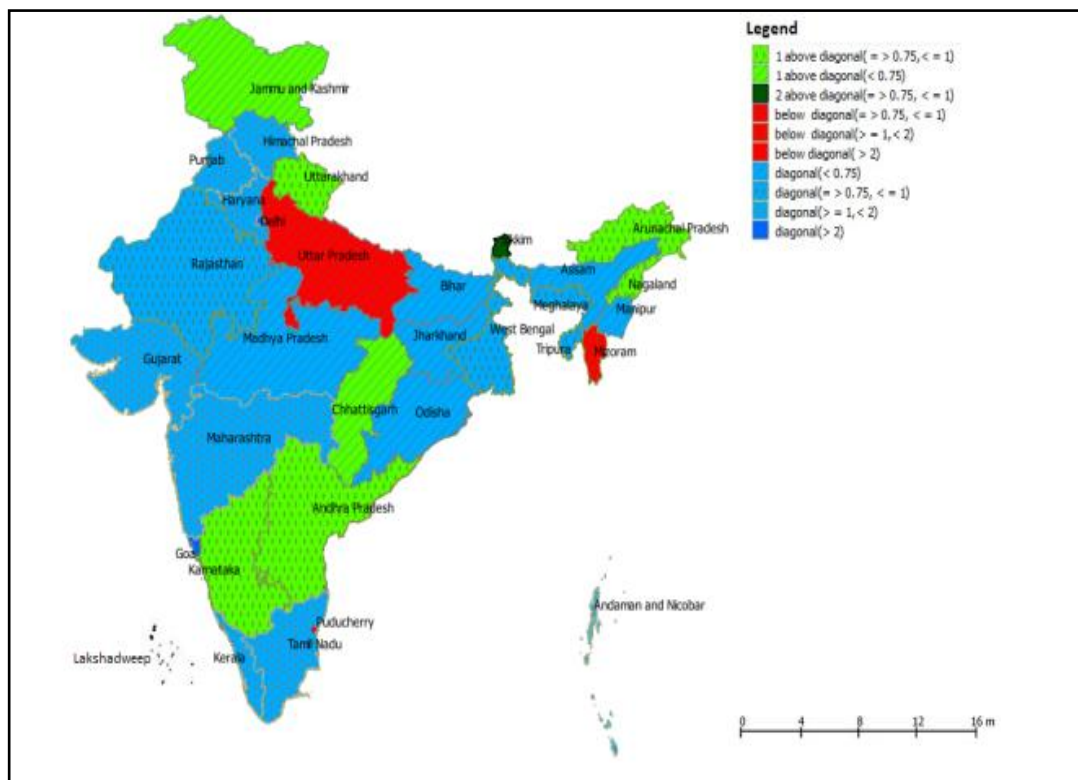 Legend
1 above diagonal( = > 0.75, < = 1)
1 above diagonal(< 0.75)
2 above diagonal(= > 0.75, < = 1)
below diagonal(= > 0.75, < = 1)
below diagonal(> = 1, < 2)
below diagonal( > 2)
diagonal(< 0.75)
diagonal(= > 0.75, < = 1)
diagonal(> = 1, < 2)
diagonal(> 2)
Jammu and Kashmir
Himachal Pradesh
Punjab
Uttarakhand
Haryana
Delhi
Arunachal Pradesh
kkim
Uttar Pradesh
Rajasthan
Assam
Bihar
Nagaland
Meghalaya
Manipur
West Bengal
Jharkhand
Madhya Pradesh
Tripura
Mizoram
Gujarat
Chhattisgarh
Odisha
Maharashtra
Andhra Pradesh
Goa
Karnataka
Andaman and Nicobar
Puducherry
Tamil Nadu
Lakshadweep
Kerala
0 4 8 12 16 m